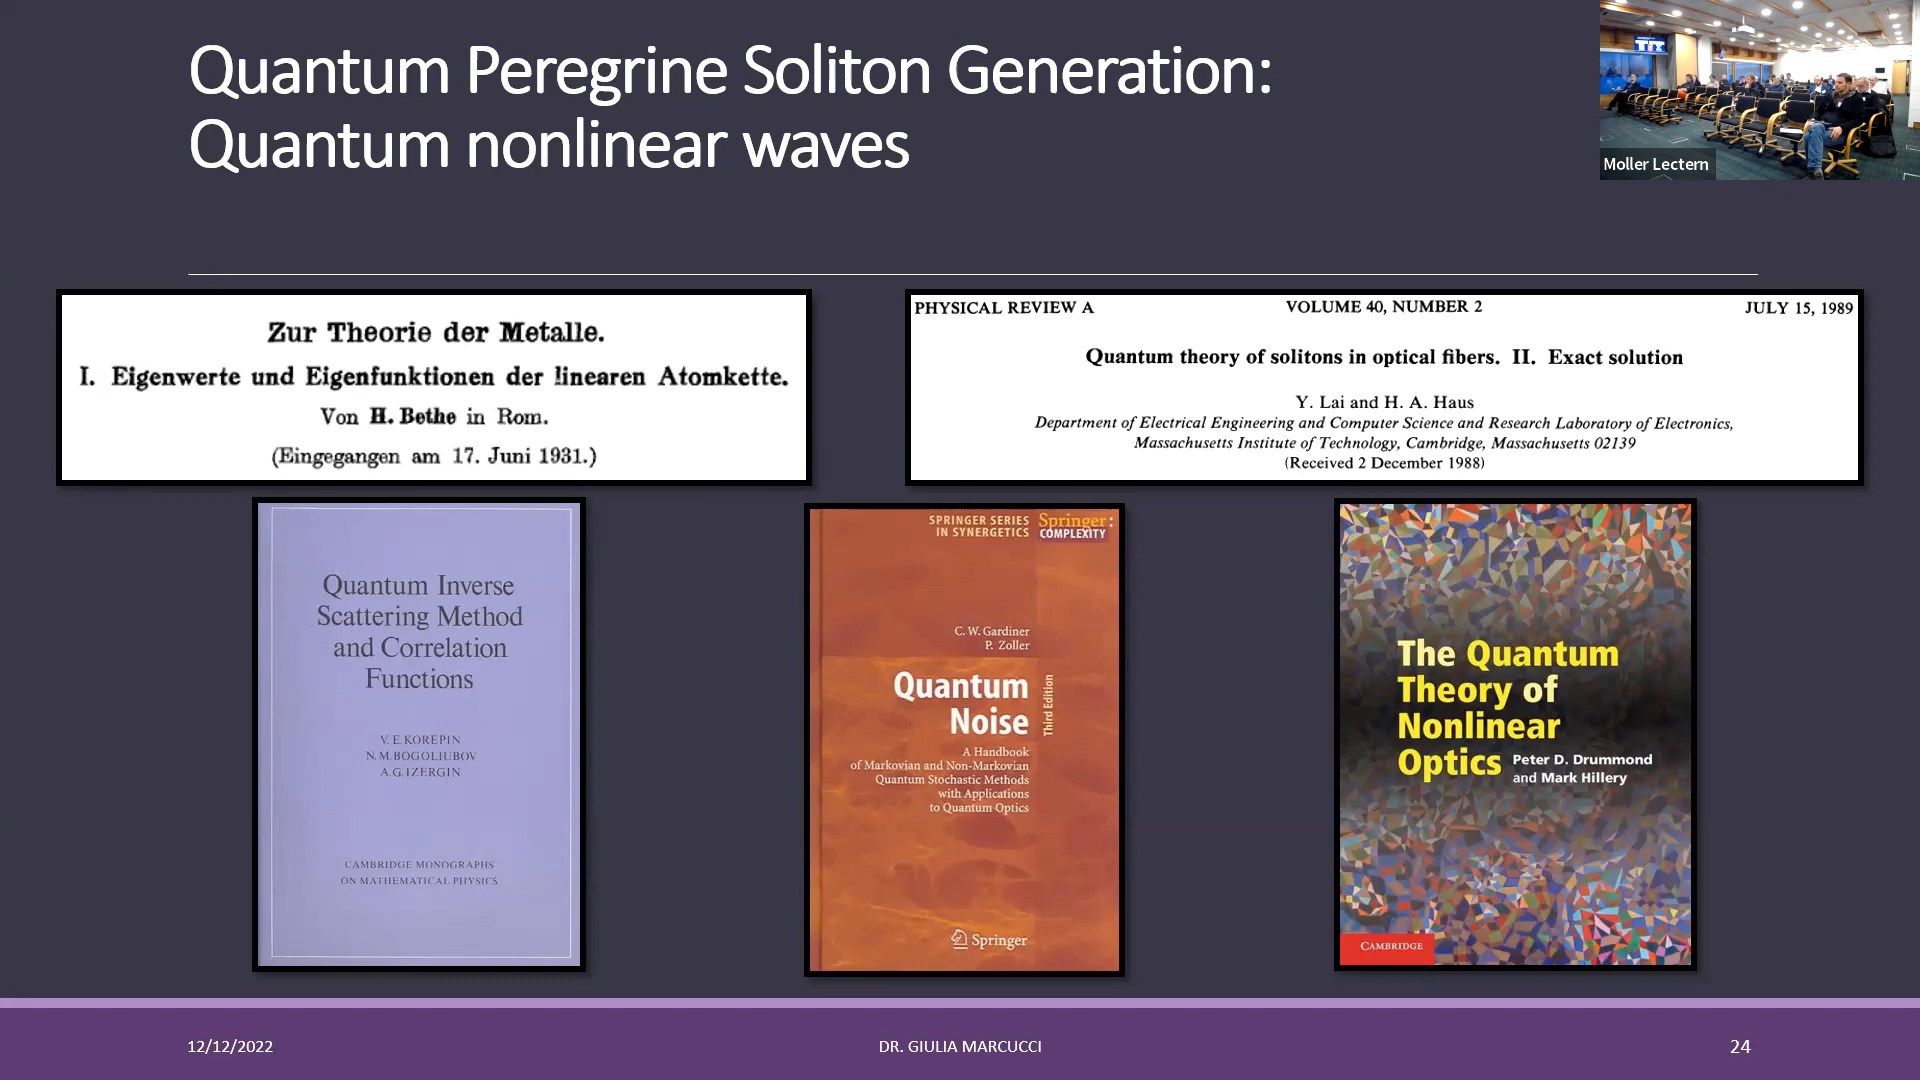 Quantum Peregrine Soliton Generation:
Quantum nonlinear waves
Moller Lectern
Zur Theorie der Metalle.
I. Eigenwerte und Eigenfunktionen der linearen Atomkette.
Von H. Bethe in Rom.
(Eingegangen am 17. Juni 1931.)
PHYSICAL REVIEW A VOLUME 40, NUMBER 2 JULY 15, 1989
Quantum theory of solitons in optical fibers. II. Exact solution
Y. Lai and H. A. Haus
Department of Electrical Engineering and Computer Science and Research Laboratory of Electronics,
Massachusetts Institute of Technology, Cambridge, Massachusetts 02139
(Received 2 December 1988)
Quantum Inverse
Scattering Method
and Correlation
Functions
V. E. KOREPIN
N. M. BOGOLIUBOV
A. G. IZERGIN
CAMBRIDGE MONOGRAPHS
ON MATHEMATICAL PHYSICS
SPRINGER SERIES
IN SYNERGETICS
Springer:
COMPLEXITY
C. W. Gardiner
P. Zoller
Quantum
Noise
Third Edition
A Handbook
of Markovian and Non-Markovian
Quantum Stochastic Methods
with Applications
to Quantum Optics
Springer
The Quantum
Theory of
Nonlinear
Optics
Peter D. Drummond
and Mark Hillery
CAMBRIDGE
12/12/2022
DR. GIULIA MARCUCCI
24